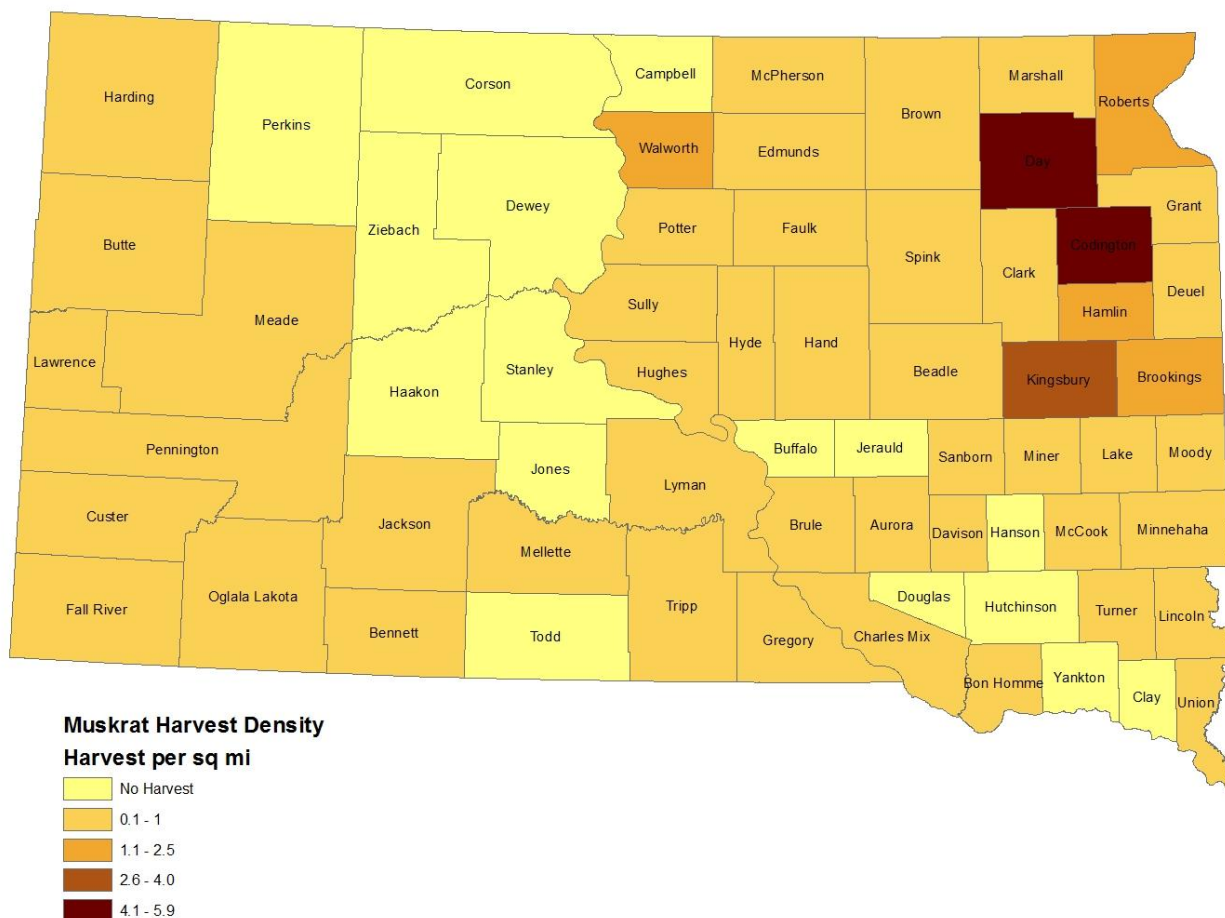 Harding
Perkins
Corson
Campbell
McPherson
Brown
Marshall
Roberts
Walworth
Edmunds
Day
Butte
Ziebach
Dewey
Potter
Faulk
Spink
Clark
Grant
Codington
Deuel
Hamlin
Lawrence
Meade
Haakon
Stanley
Sully
Hughes
Hyde
Hand
Beadle
Kingsbury
Brookings
Pennington
Jones
Lyman
Buffalo
Jerauld
Sanborn
Miner
Lake
Moody
Custer
Jackson
Mellette
Brule
Aurora
Davison
Hanson
McCook
Minnehaha
Fall River
Oglala Lakota
Bennett
Todd
Tripp
Gregory
Charles Mix
Douglas
Hutchinson
Turner
Lincoln
Bon Homme
Yankton
Clay
Union
Muskrat Harvest Density
Harvest per sq mi
No Harvest
0.1 - 1
1.1 - 2.5
2.6 - 4.0
4.1 - 5.9